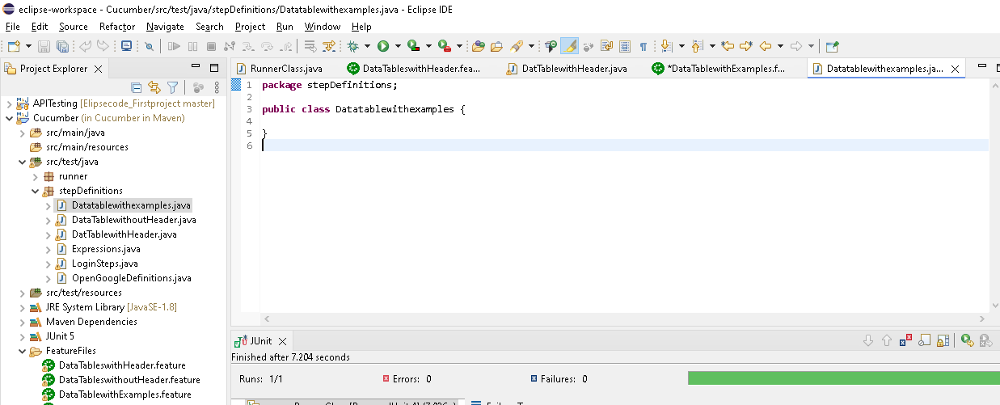 eclipse-workspace - Cucumber/src/test/java/stepDefinitions/Datatablewithexamples.java - Eclipse IDE
File Edit Source Refactor Navigate Search Project Run Window Help
Project Explorer
RunnerClass.java DataTableswithHeader.fea... DatTablewithHeader.java *DataTablewithExamples.f... Datatablewithexamples.ja...
APITesting [Elipsecode_Firstproject master]
Cucumber (in Cucumber in Maven)
src/main/java
src/main/resources
src/test/java
runner
stepDefinitions
Datatablewithexamples.java
DataTablewithoutHeader.java
DatTablewithHeader.java
Expressions.java
LoginSteps.java
OpenGoogleDefinitions.java
src/test/resources
JRE System Library [JavaSE-1.8]
Maven Dependencies
JUnit 5
FeatureFiles
DataTableswithHeader.feature
DataTableswithoutHeader.feature
DataTablewithExamples.feature
1 package stepDefinitions;
2
3 public class Datatablewithexamples {
4
5 }
6
JUnit
Finished after 7.204 seconds
Runs: 1/1 Errors: 0 Failures: 0